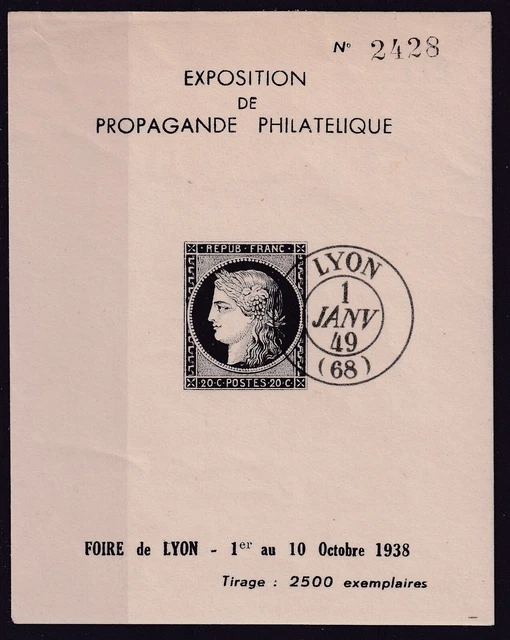 N° 2428
EXPOSITION
DE
PROPAGANDE PHILATELIQUE
REPUB·FRANC·
20·C·POSTES·20·C·
LYON
1
JANV
49
(68)
FOIRE de LYON - 1er au 10 Octobre 1938
Tirage : 2500 exemplaires